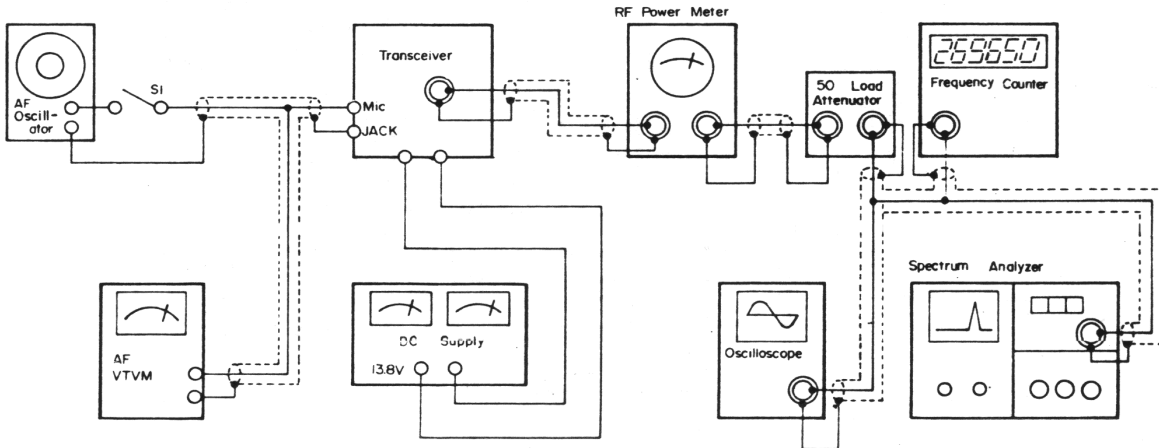 RF Power Meter
269650
Frequency Counter
Transceiver
50 Load
Attenuator
AF
Oscill-
ator
S1
Mic
JACK
Spectrum Analyzer
AF
VTVM
DC Supply
13.8V
Oscilloscope